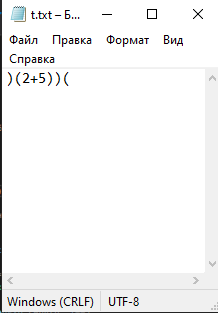 t.txt – Б...
Файл Правка Формат Вид
Справка
)(2+5))(
Windows (CRLF) UTF-8